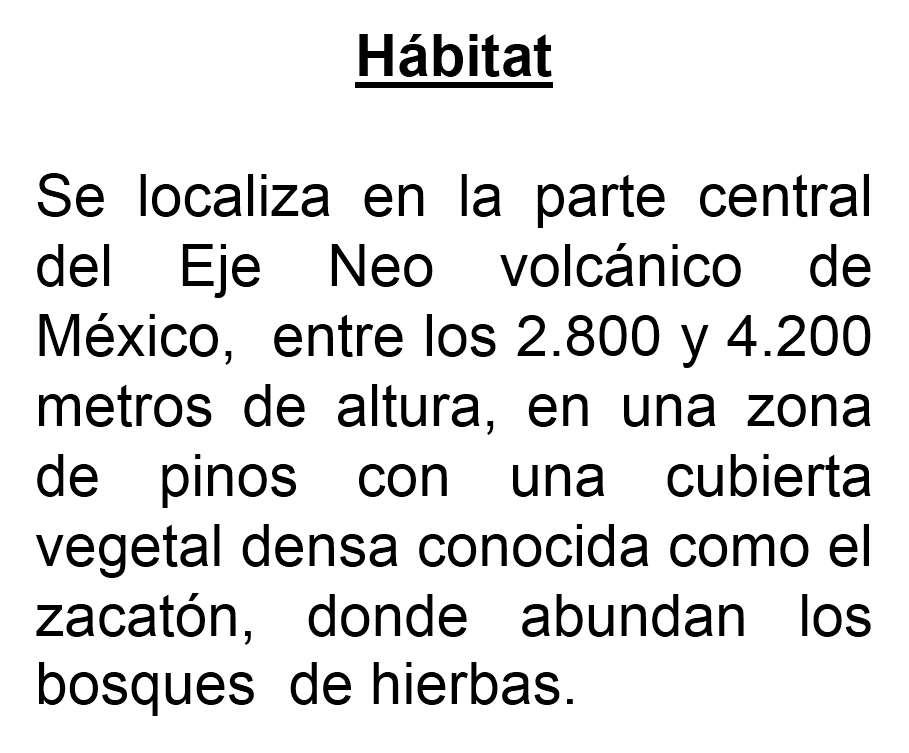 Hábitat
Se localiza en la parte central
del Eje Neo volcánico de
México, entre los 2.800 y 4.200
metros de altura, en una zona
de pinos con una cubierta
vegetal densa conocida como el
zacatón, donde abundan los
bosques de hierbas.